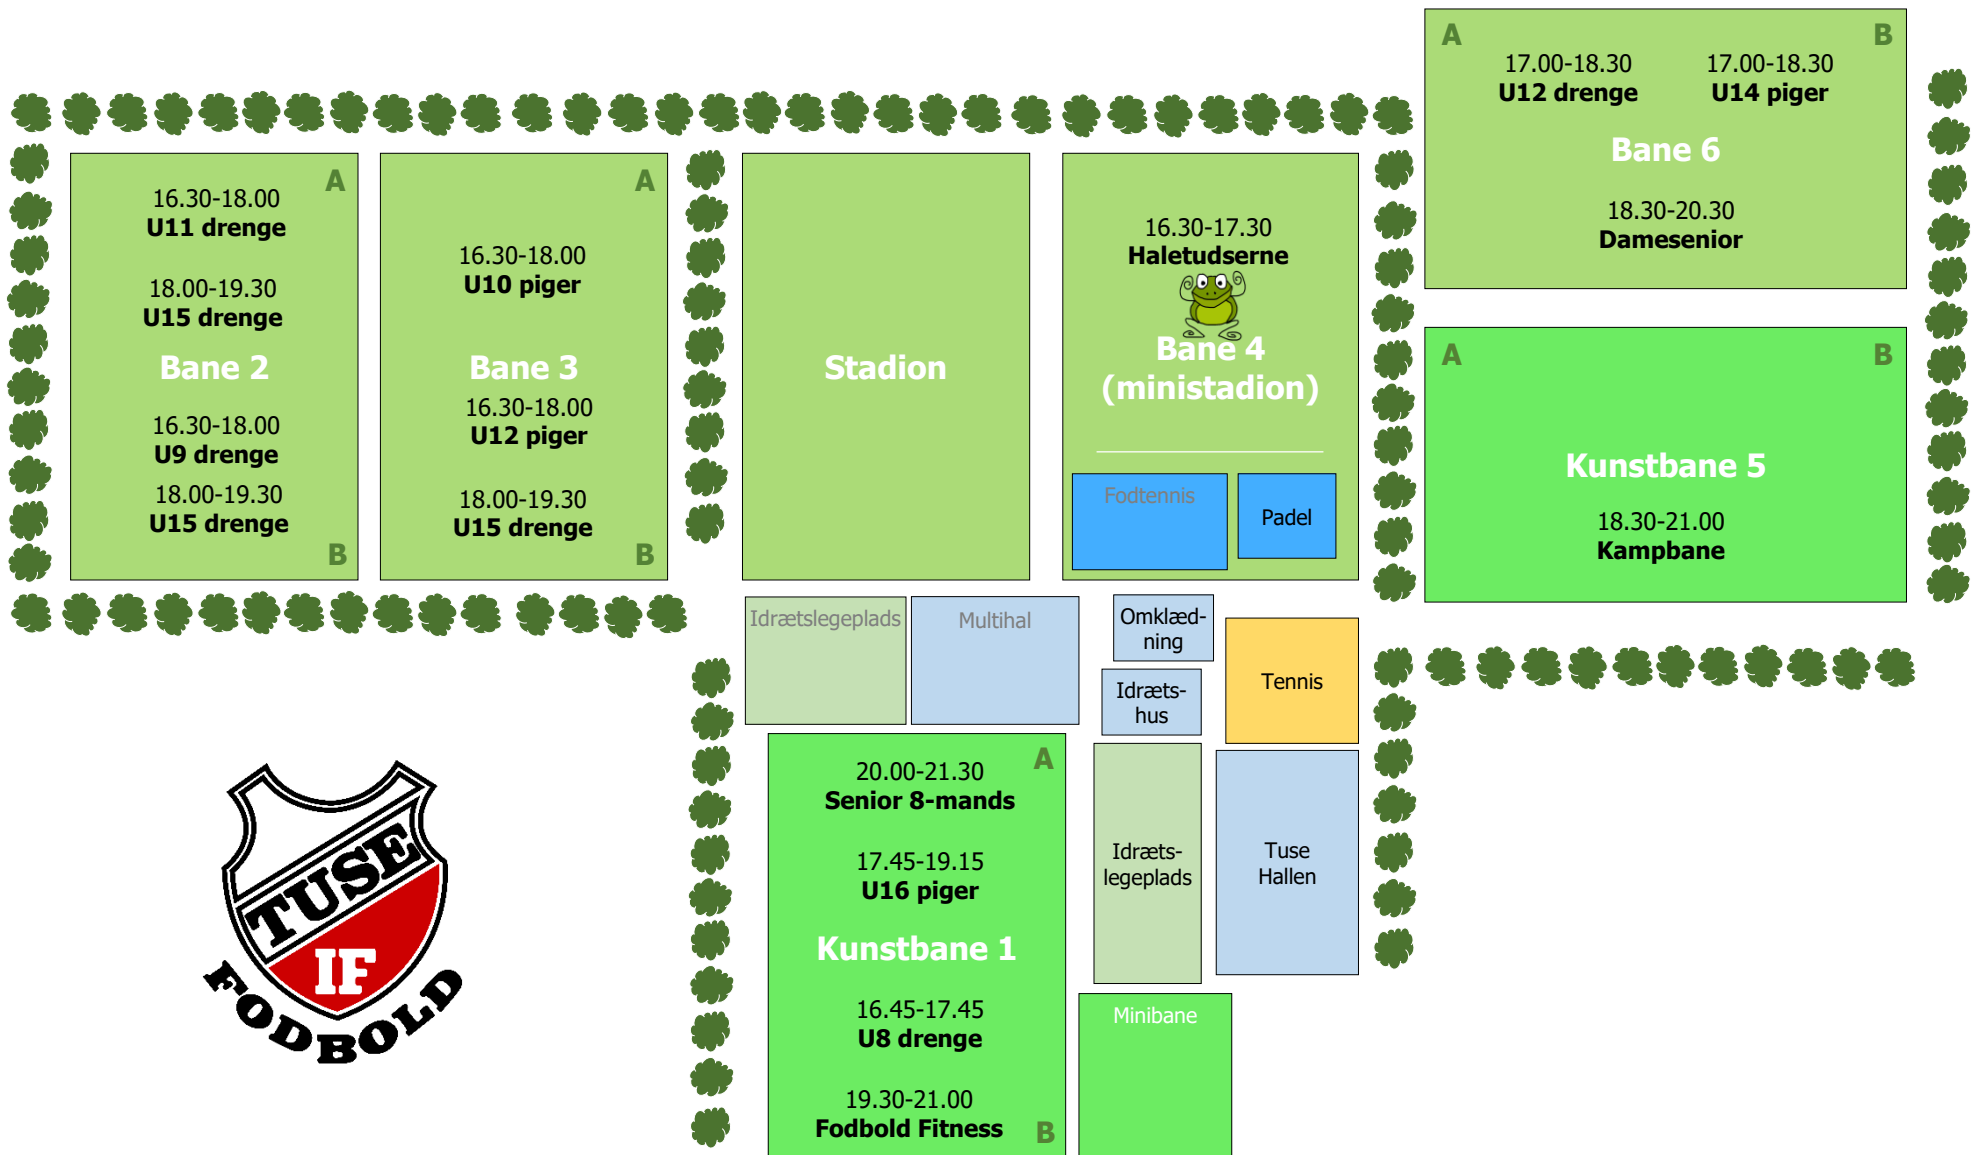 A
16.30-18.00
U11 drenge
18.00-19.30
U15 drenge
Bane 2
16.30-18.00
U9 drenge
18.00-19.30
U15 drenge
B
A
16.30-18.00
U10 piger
Bane 3
16.30-18.00
U12 piger
18.00-19.30
U15 drenge
B
Stadion
16.30-17.30
Haletudserne
Bane 4
(ministadion)
Fodtennis
Padel
A
B
17.00-18.30
U12 drenge
17.00-18.30
U14 piger
Bane 6
18.30-20.30
Damesenior
A
B
Kunstbane 5
18.30-21.00
Kampbane
Idrætslegeplads
Multihal
Omklæd-
ning
Idræts-
hus
Tennis
A
20.00-21.30
Senior 8-mands
17.45-19.15
U16 piger
Kunstbane 1
16.45-17.45
U8 drenge
19.30-21.00
Fodbold Fitness
B
Idræts-
legeplads
Tuse
Hallen
Minibane
TUSE
IF
FODBOLD